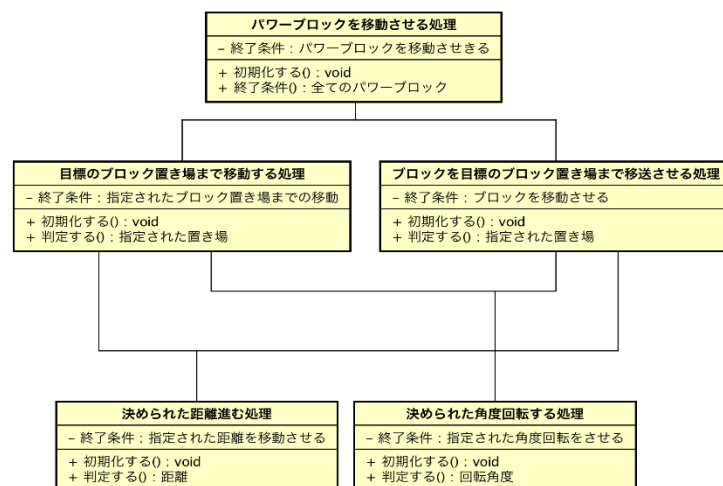 パワーブロックを移動させる処理
− 終了条件：パワーブロックを移動させきる
+ 初期化する()：void
+ 終了条件()：全てのパワーブロック
目標のブロック置き場まで移動する処理
− 終了条件：指定されたブロック置き場までの移動
+ 初期化する()：void
+ 判定する()：指定された置き場
ブロックを目標のブロック置き場まで移送させる処理
− 終了条件：ブロックを移動させる
+ 初期化する()：void
+ 判定する()：指定された置き場
決められた距離進む処理
− 終了条件：指定された距離を移動させる
+ 初期化する()：void
+ 判定する()：距離
決められた角度回転する処理
− 終了条件：指定された角度回転をさせる
+ 初期化する()：void
+ 判定する()：回転角度